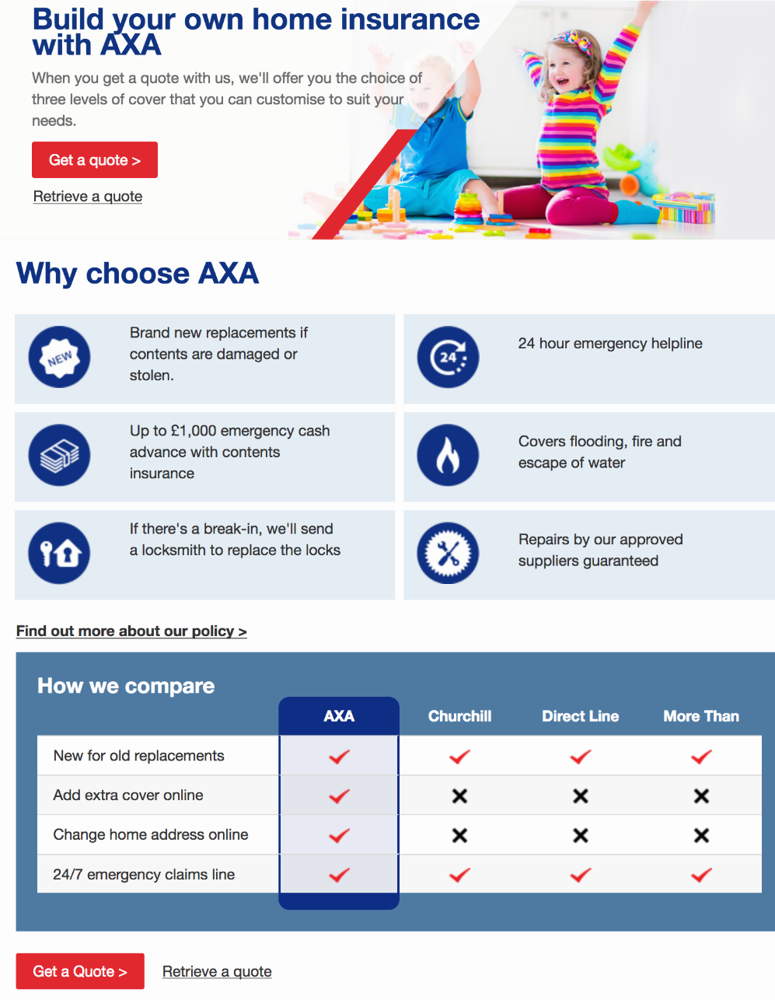 Build your own home insurance
with AXA
When you get a quote with us, we'll offer you the choice of
three levels of cover that you can customise to suit your
needs.
Get a quote >
Retrieve a quote
Why choose AXA
NEW
Brand new replacements if
contents are damaged or
stolen.
24
24 hour emergency helpline
Up to £1,000 emergency cash
advance with contents
insurance
Covers flooding, fire and
escape of water
If there's a break-in, we'll send
a locksmith to replace the locks
Repairs by our approved
suppliers guaranteed
Find out more about our policy >
How we compare
AXA Churchill Direct Line More Than
New for old replacements
Add extra cover online
Change home address online
24/7 emergency claims line
Get a Quote > Retrieve a quote